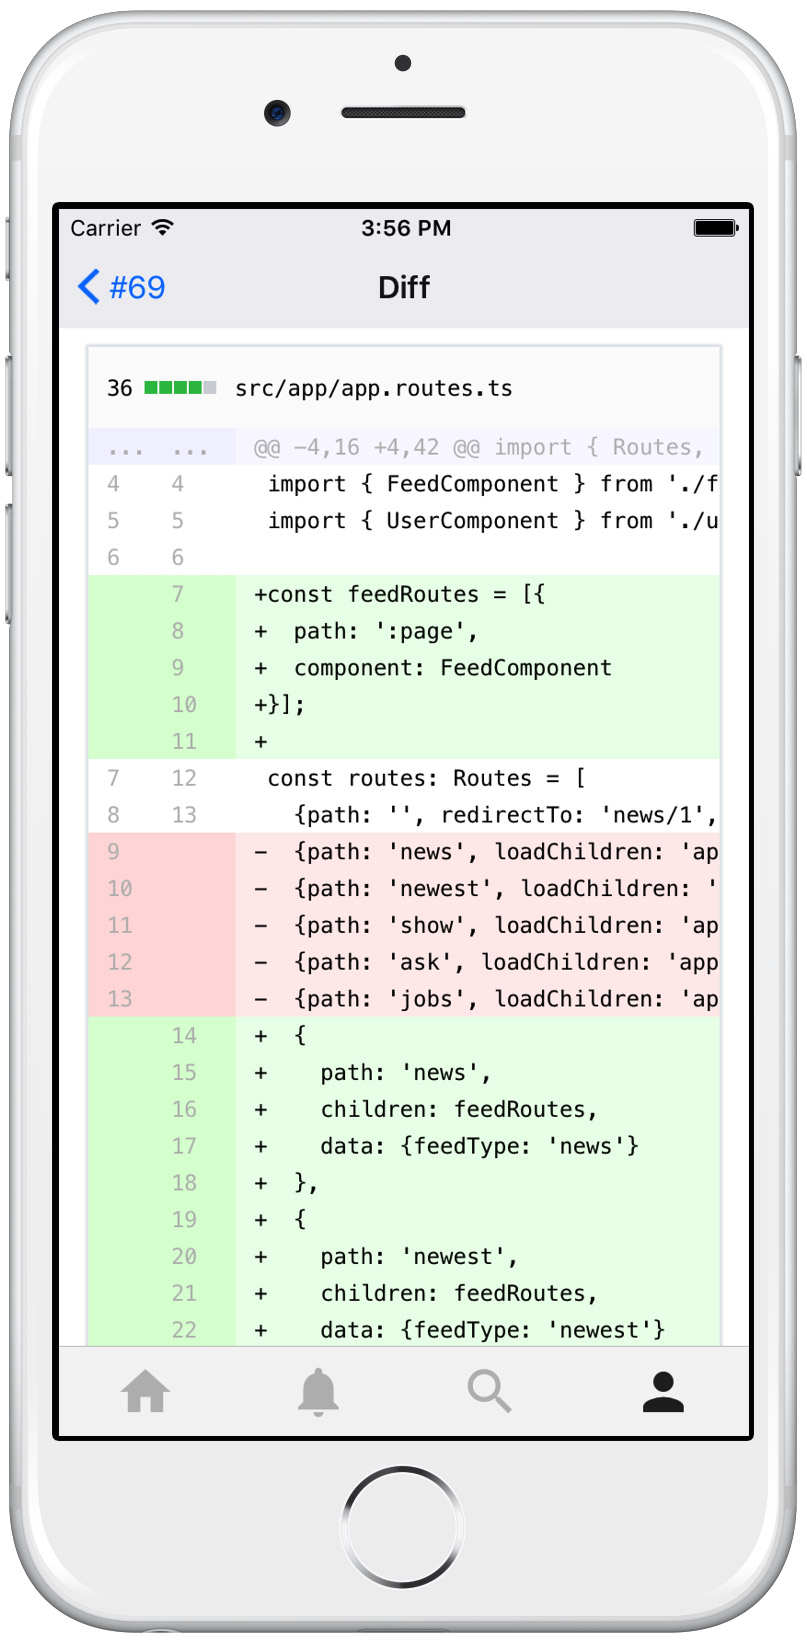 Carrier 3:56 PM
#69 Diff
36 src/app/app.routes.ts
... ... @@ -4,16 +4,42 @@ import { Routes,
4 4 import { FeedComponent } from './f
5 5 import { UserComponent } from './u
6 6
7 +const feedRoutes = [{
8 +  path: ':page',
9 +  component: FeedComponent
10 +}];
11 +
7 12 const routes: Routes = [
8 13   {path: '', redirectTo: 'news/1',
9 -  {path: 'news', loadChildren: 'ap
10 -  {path: 'newest', loadChildren: '
11 -  {path: 'show', loadChildren: 'ap
12 -  {path: 'ask', loadChildren: 'app
13 -  {path: 'jobs', loadChildren: 'ap
14 +  {
15 +    path: 'news',
16 +    children: feedRoutes,
17 +    data: {feedType: 'news'}
18 +  },
19 +  {
20 +    path: 'newest',
21 +    children: feedRoutes,
22 +    data: {feedType: 'newest'}